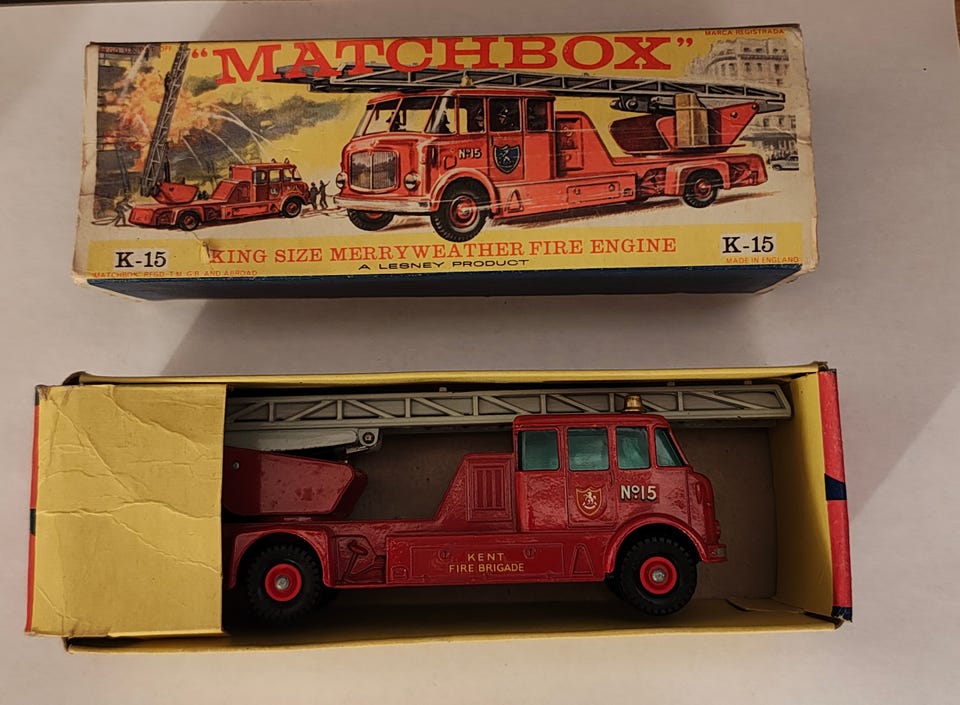 MARCA REGISTRADA
"MATCHBOX"
Nº15
K-15
KING SIZE MERRYWEATHER FIRE ENGINE
K-15
A LESNEY PRODUCT
"MATCHBOX" REGD. T.M. G.B. AND ABROAD
MADE IN ENGLAND
Nº15
KENT
FIRE BRIGADE